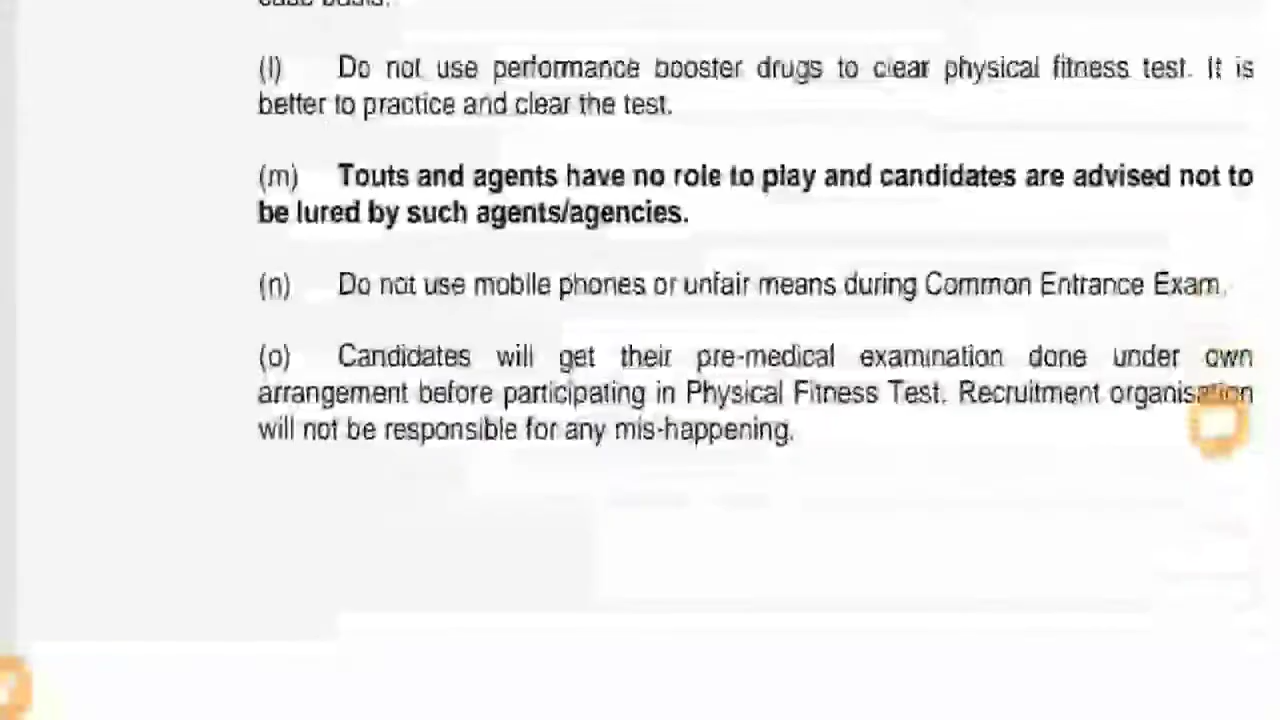 case basis.
(l) Do not use performance booster drugs to clear physical fitness test. It is
better to practice and clear the test.
(m) Touts and agents have no role to play and candidates are advised not to
be lured by such agents/agencies.
(n) Do not use mobile phones or unfair means during Common Entrance Exam.
(o) Candidates will get their pre-medical examination done under own
arrangement before participating in Physical Fitness Test. Recruitment organisation
will not be responsible for any mis-happening.